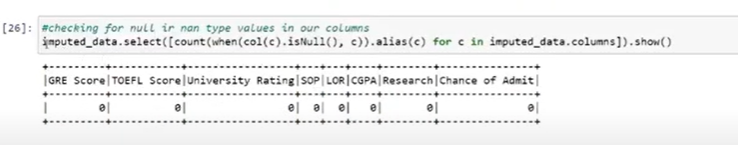 [26]: #checking for null ir nan type values in our columns
imputed_data.select([count(when(col(c).isNull(), c)).alias(c) for c in imputed_data.columns]).show()
+---------+-----------+-----------------+---+---+----+--------+---------------+
|GRE Score|TOEFL Score|University Rating|SOP|LOR|CGPA|Research|Chance of Admit|
+---------+-----------+-----------------+---+---+----+--------+---------------+
|        0|          0|                0|  0|  0|   0|       0|              0|
+---------+-----------+-----------------+---+---+----+--------+---------------+